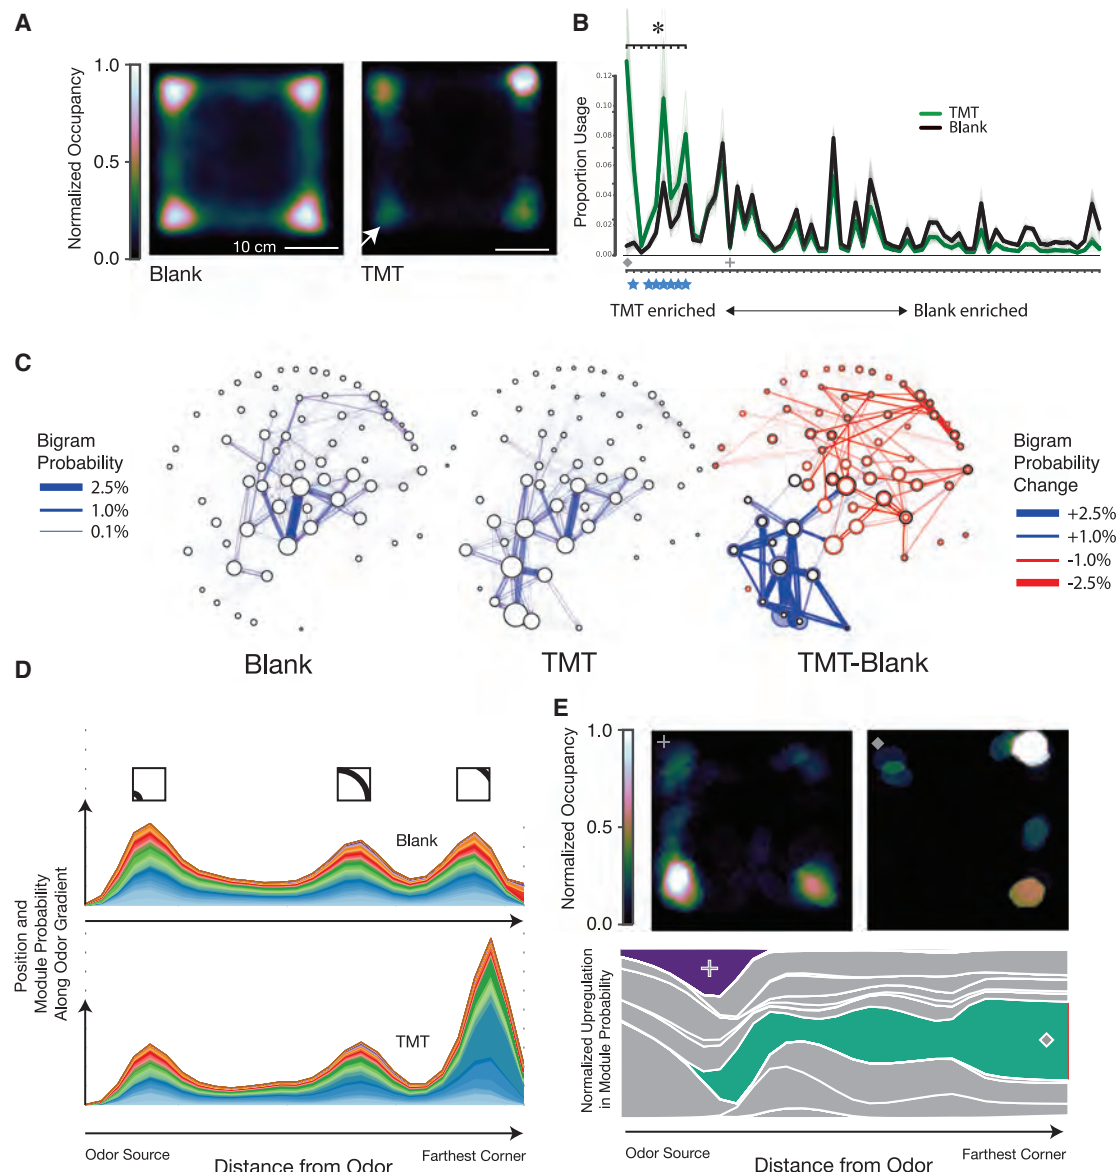 A
Normalized Occupancy
1.0
0.5
0.0
10 cm
Blank
TMT
B
*
Proportion Usage
0.12
0.10
0.08
0.06
0.04
0.02
0.00
TMT
Blank
+
TMT enriched
Blank enriched
C
Bigram
Probability
2.5%
1.0%
0.1%
Blank
TMT
TMT-Blank
Bigram
Probability
Change
+2.5%
+1.0%
-1.0%
-2.5%
D
Position and
Module Probability
Along Odor Gradient
Blank
TMT
Odor Source
Farthest Corner
Distance from Odor
E
Normalized Occupancy
1.0
0.5
0.0
+
Normalized Upregulation
in Module Probability
+
Odor Source
Farthest Corner
Distance from Odor